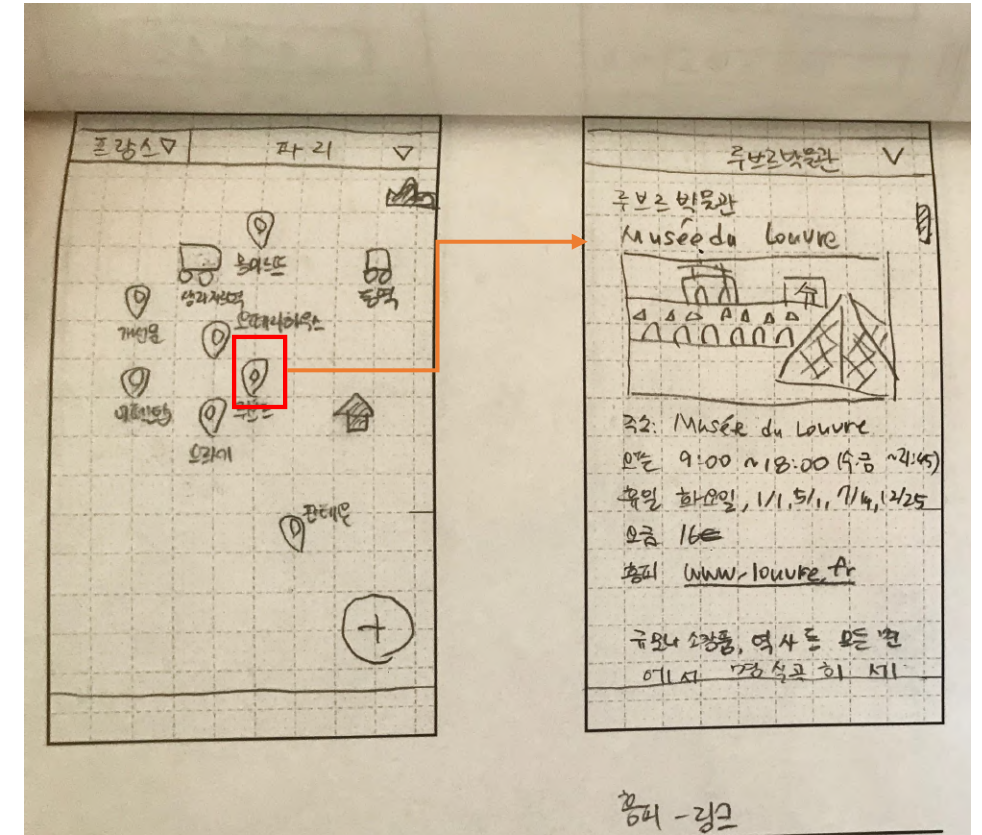 프랑스▽ 파리 ▽
몽마르뜨
생라자르역
동역
개선문
오페라하우스
에펠탑
루브르
오르세이
판테온
+
루브르박물관 ∨
루브르 박물관
Musée du Louvre
슈
주소: Musée du Louvre
오픈 9:00 ~ 18:00 (수.금 ~21:45)
휴일 화요일, 1/1, 5/1, 7/14, 12/25
요금 16€
홈피 www.louvre.fr
규모나 소장품, 역사 등 모든 면
에서 명실공히 세
홈피 - 링크